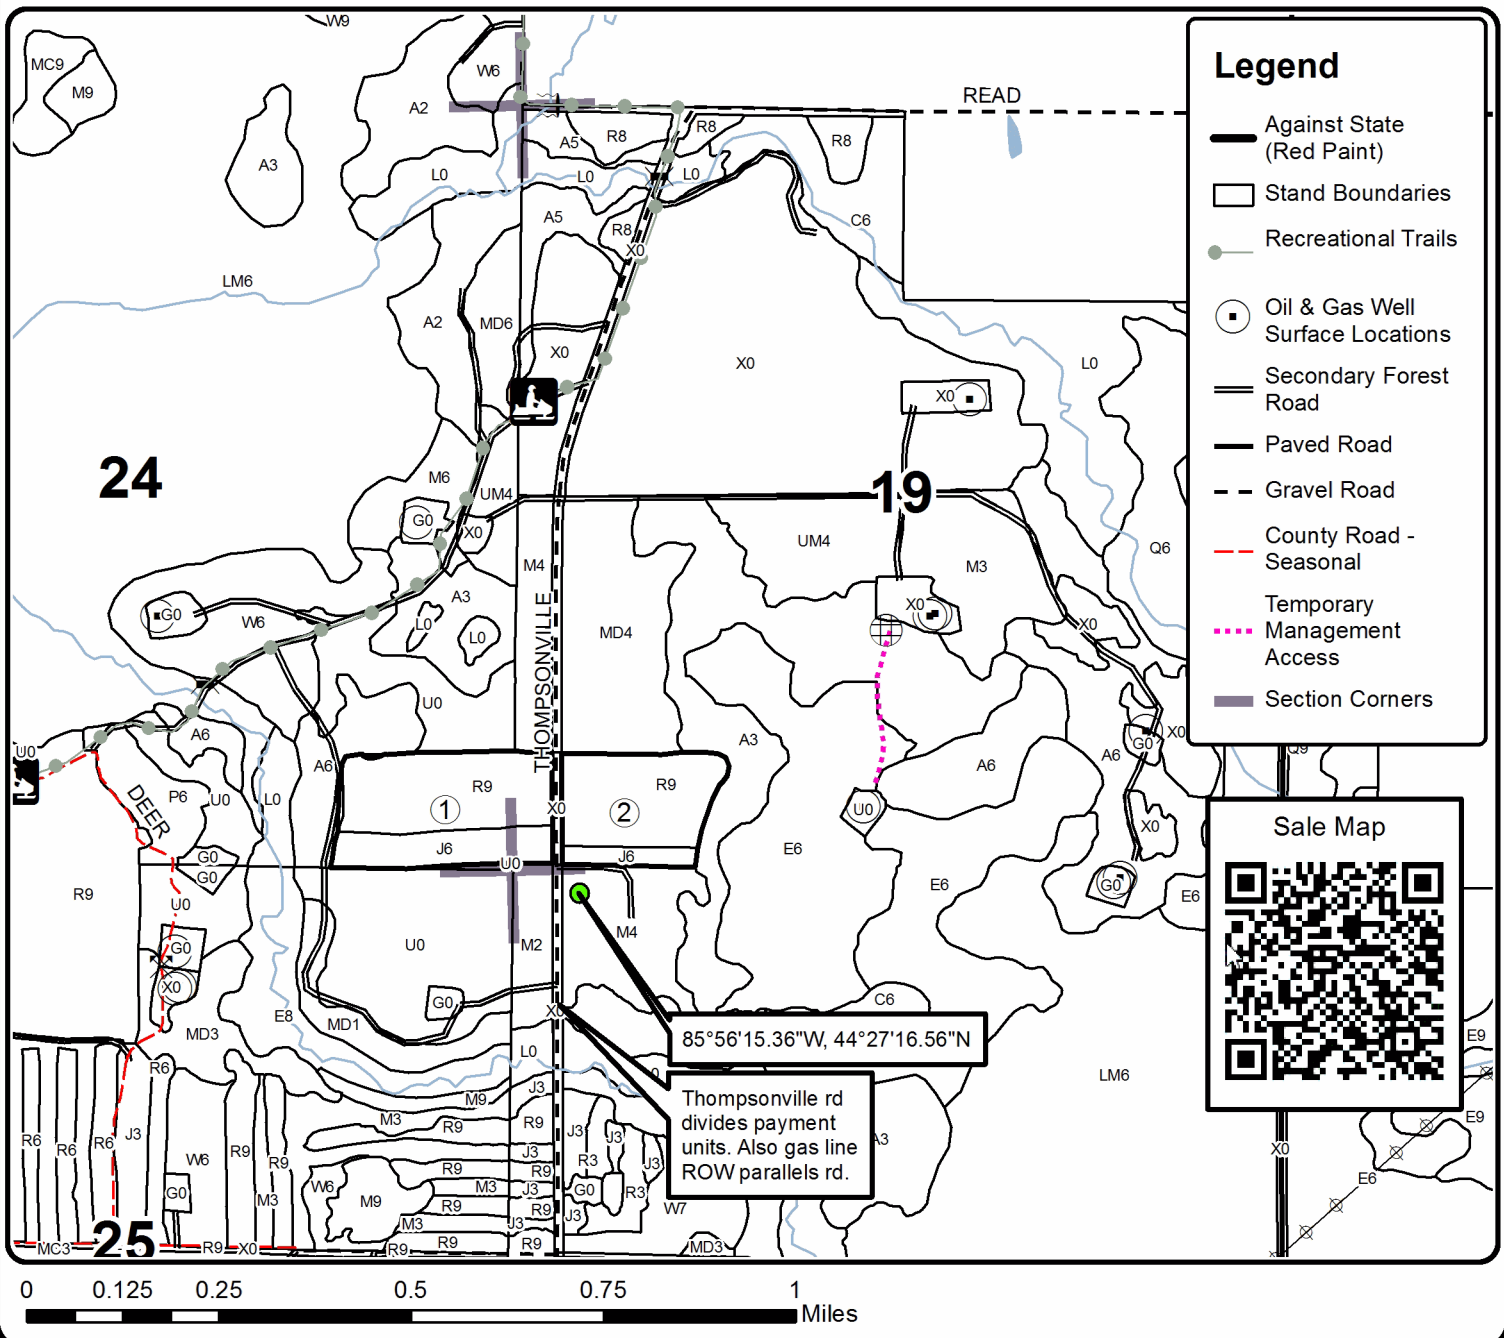 W9
MC9
M9
W6
A2
READ
A5
R8
R8
R8
A3
L0
L0
L0
A5
R8
C6
X0
LM6
A2
MD6
X0
X0
L0
X0
24
M6
UM4
19
G0
X0
UM4
Q6
M4
M3
A3
X0
G0
W6
L0
L0
MD4
X0
THOMPSONVILLE
U0
A6
A3
X0
U0
G0
A6
A6
A6
Q9
P6
U0
L0
R9
R9
DEER
1
2
X0
U0
X0
J6
J6
E6
G0
G0
U0
R9
U0
E6
G0
E6
G0
U0
M2
M4
X0
G0
X0
C6
E8
MD1
MD3
85°56'15.36"W, 44°27'16.56"N
L0
0
R6
LM6
E9
M9
J3
Thompsonville rd
divides payment
units. Also gas line
ROW parallels rd.
M3
R9
R9
J3
J3
E9
R6
R6
R6
J3
W6
R9
R9
J3
R3
J3
A3
X0
R9
R9
E6
G0
M3
W6
M9
M3
J3
G0
R3
R9
R9
J3
W7
M3
J3
25
MC3
R9
X0
R9
R9
R9
MD3
Legend
Against State
(Red Paint)
Stand Boundaries
Recreational Trails
Oil & Gas Well
Surface Locations
Secondary Forest
Road
Paved Road
Gravel Road
County Road -
Seasonal
Temporary
Management
Access
Section Corners
Sale Map
0 0.125 0.25 0.5 0.75 1
Miles